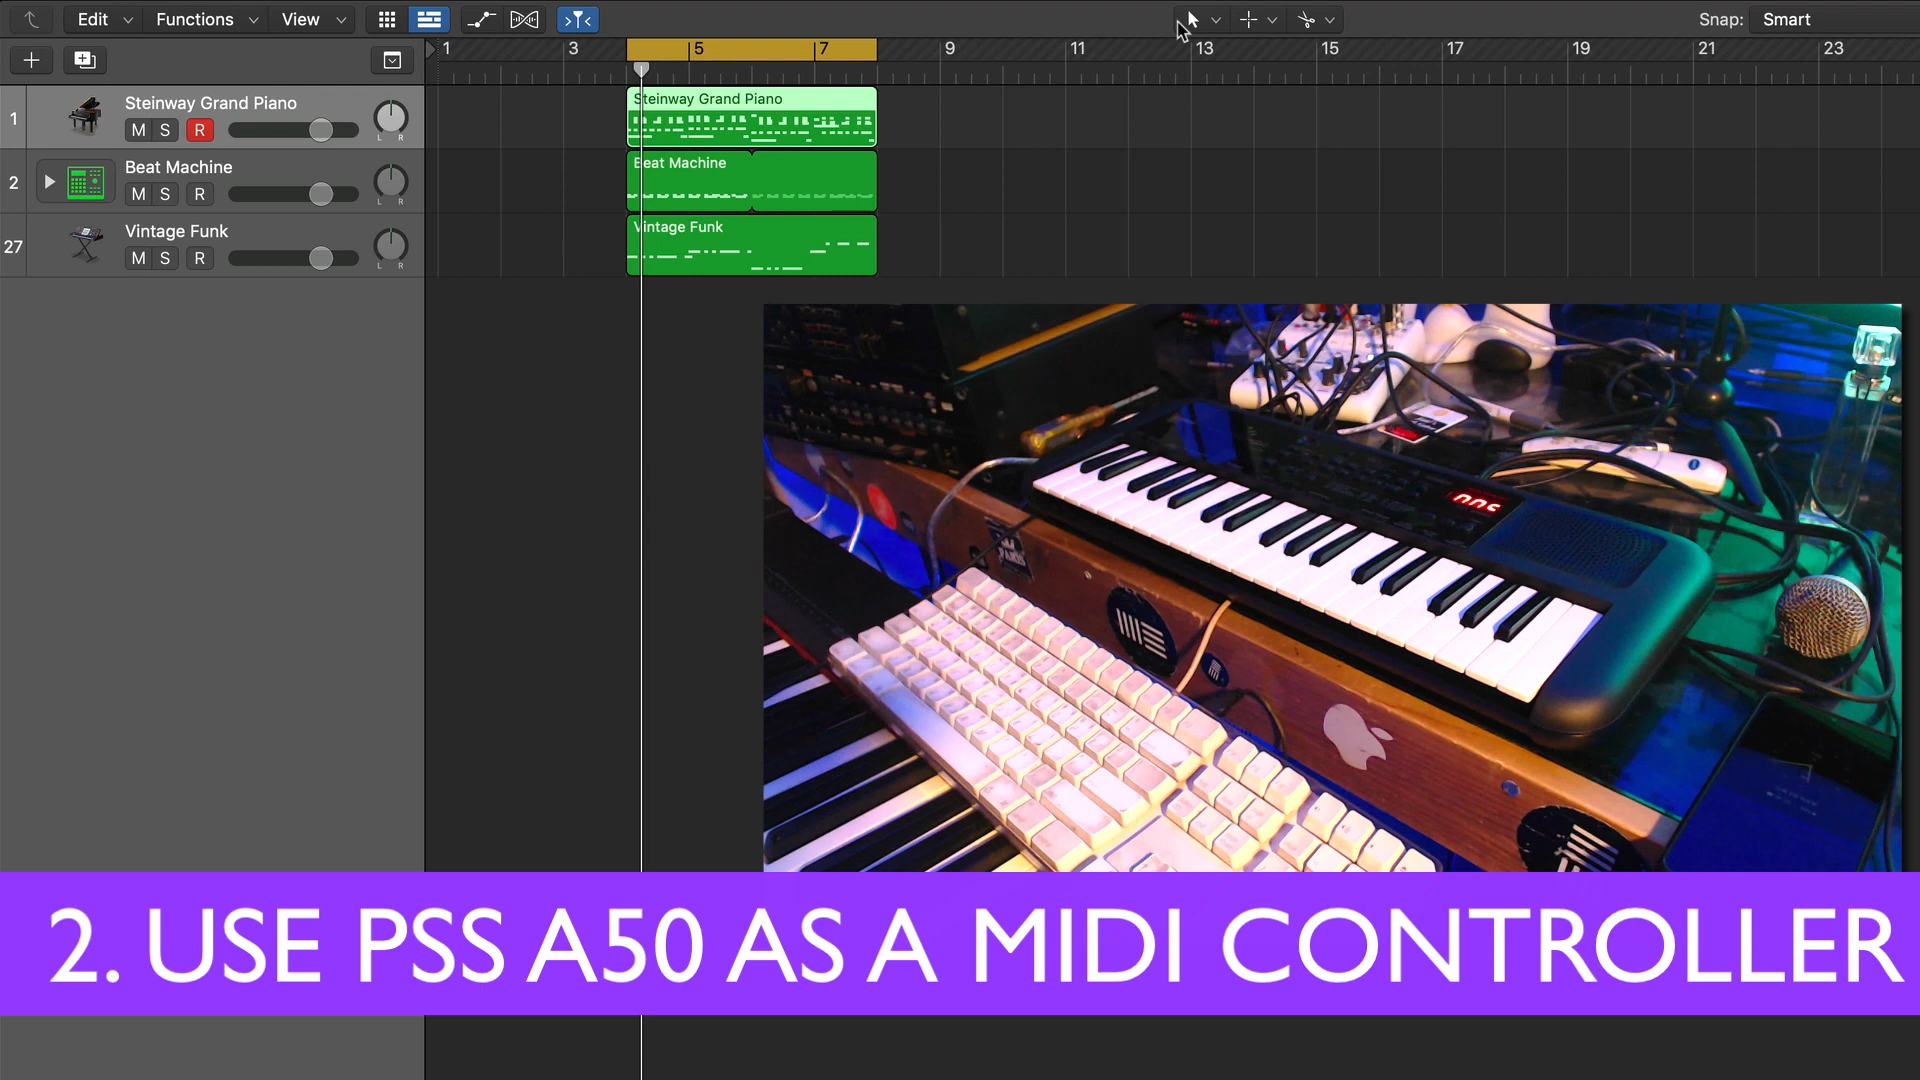 Edit Functions View Snap: Smart
1 3 5 7 9 11 13 15 17 19 21 23
1 Steinway Grand Piano
M S R L R
Steinway Grand Piano
2 Beat Machine
M S R L R
Beat Machine
27 Vintage Funk
M S R L R
Vintage Funk
2. USE PSS A50 AS A MIDI CONTROLLER